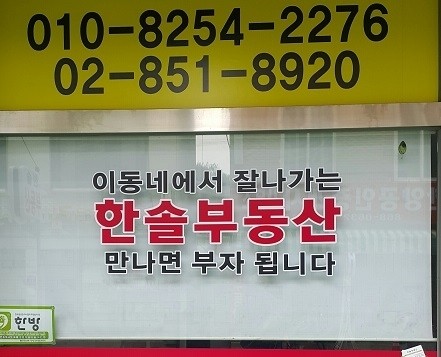 010-8254-2276
02-851-8920
이동네에서 잘나가는
한솔부동산
만나면 부자 됩니다
한방